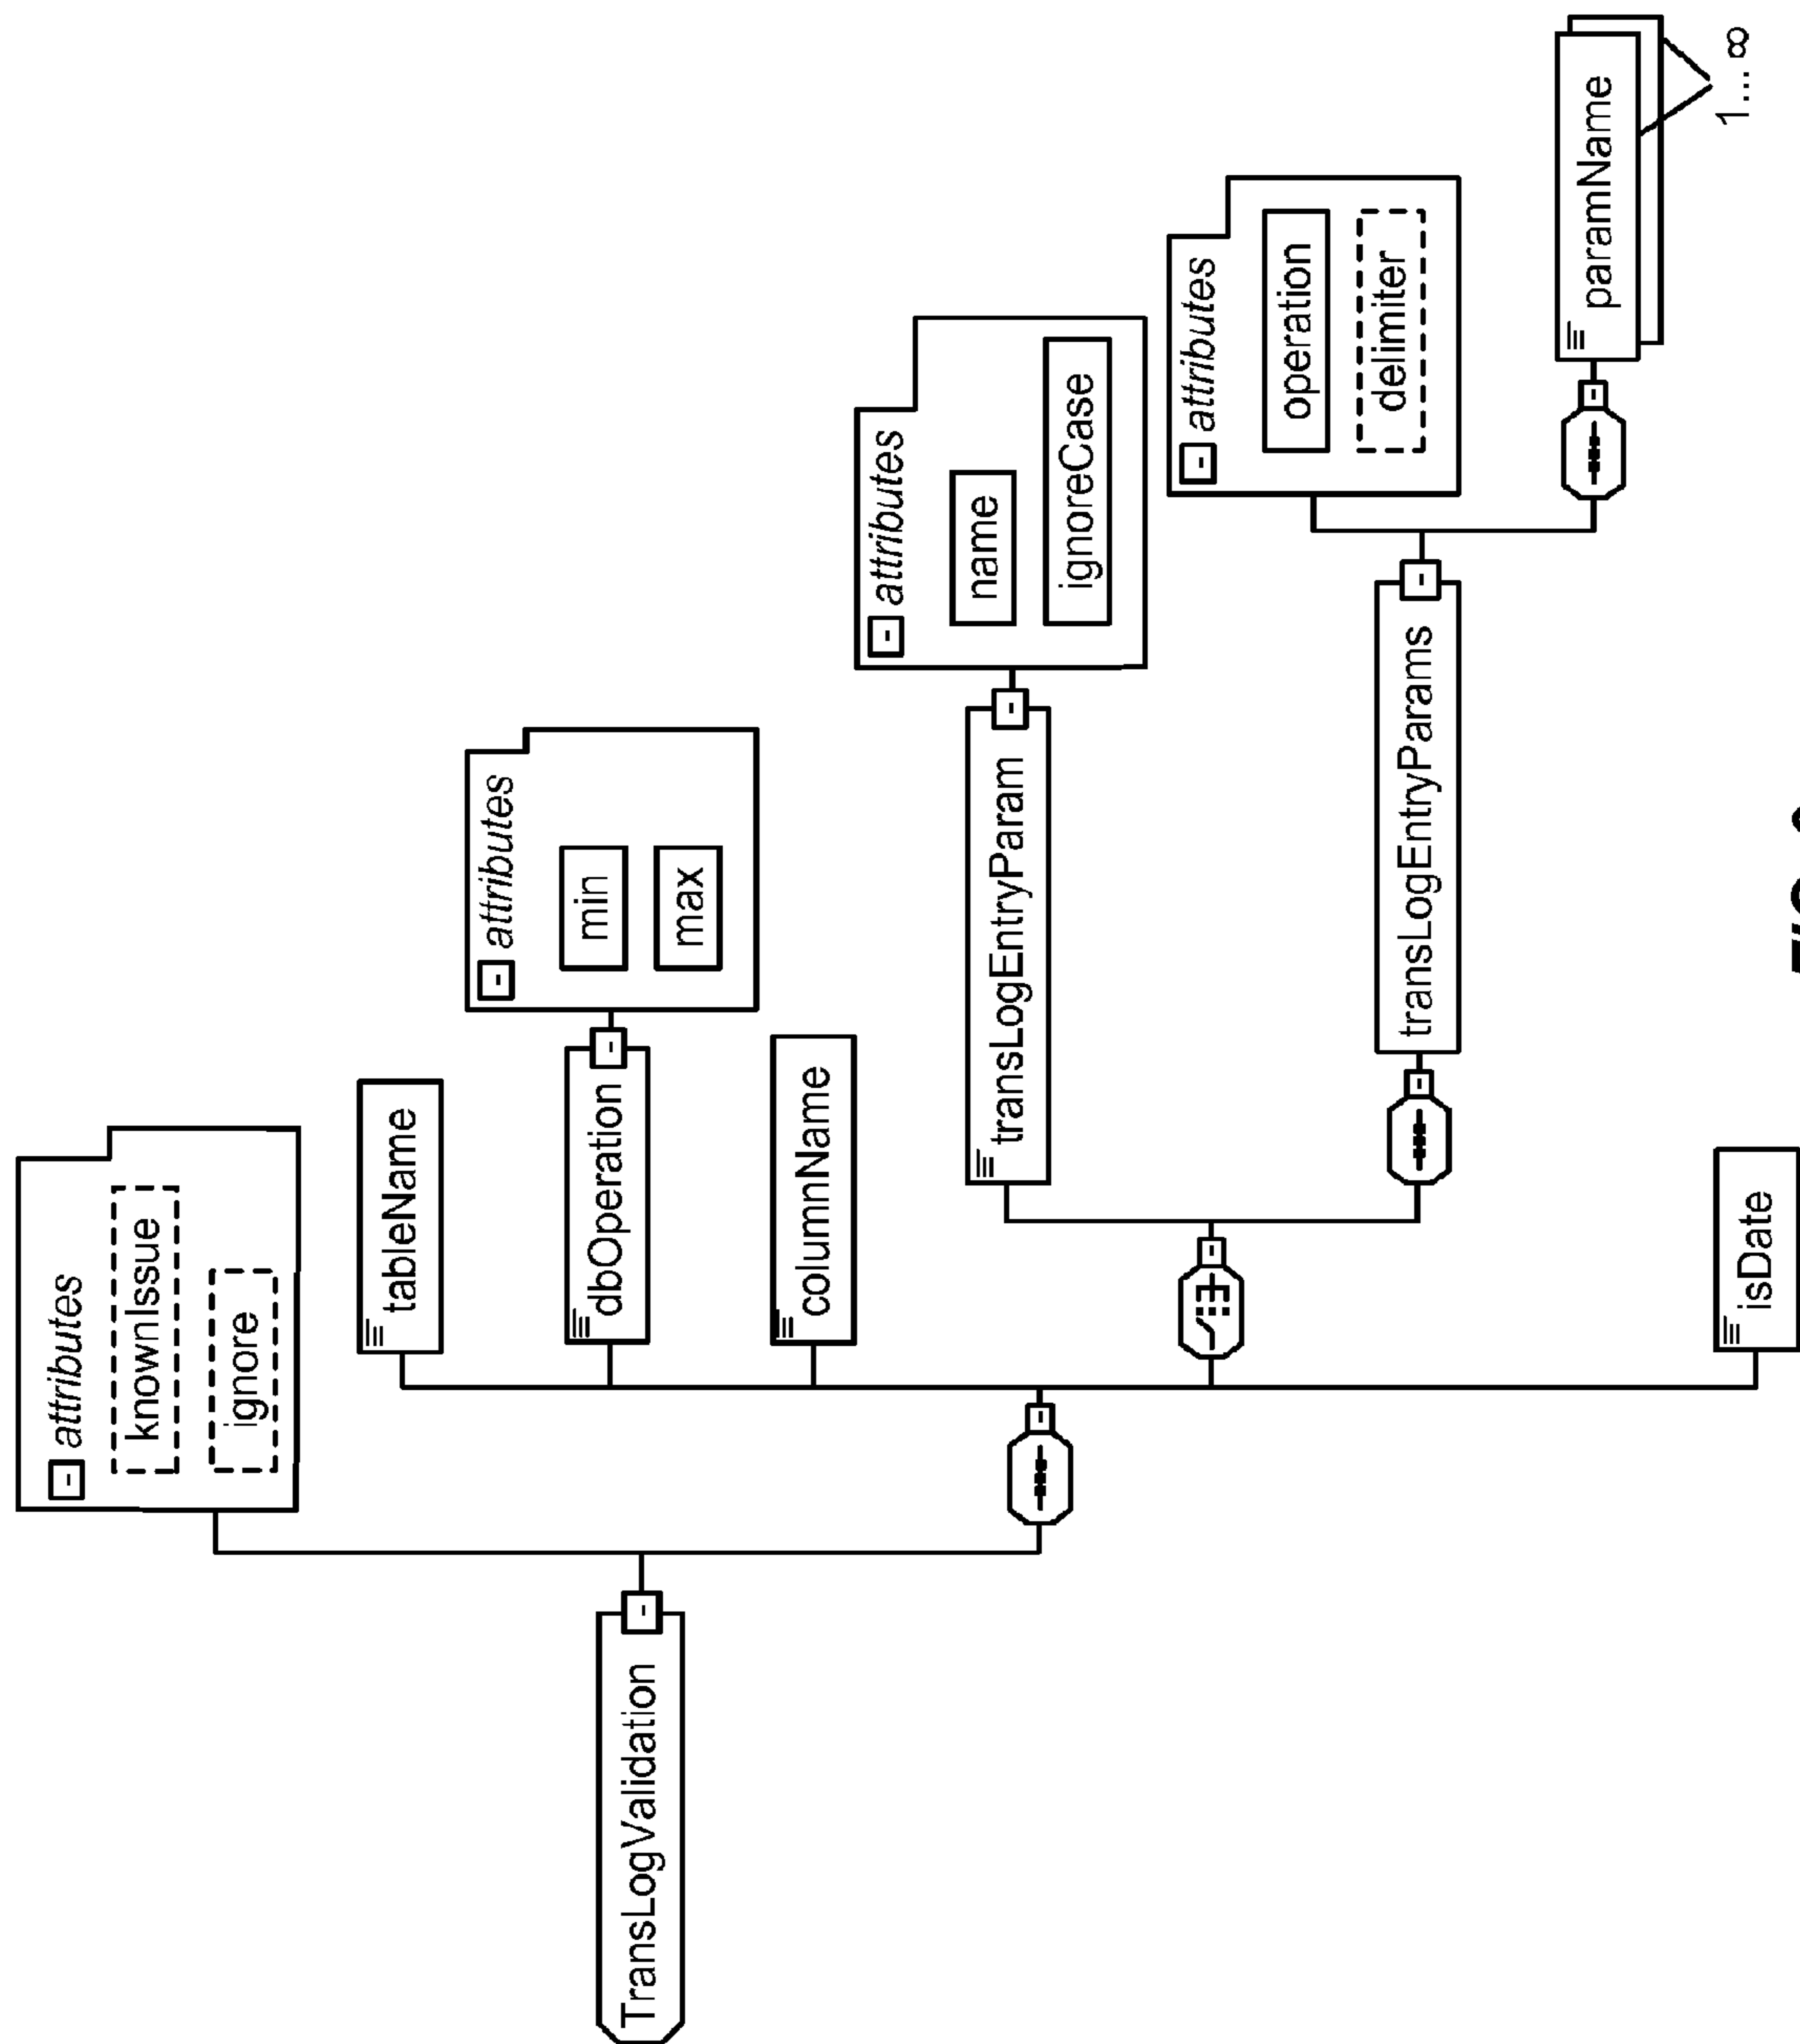 TransLogValidation
attributes
knownIssue
ignore
tableName
dbOperation
attributes
min
max
columnName
transLogEntryParam
attributes
name
ignoreCase
transLogEntryParams
attributes
operation
delimiter
paramName
1...∞
isDate